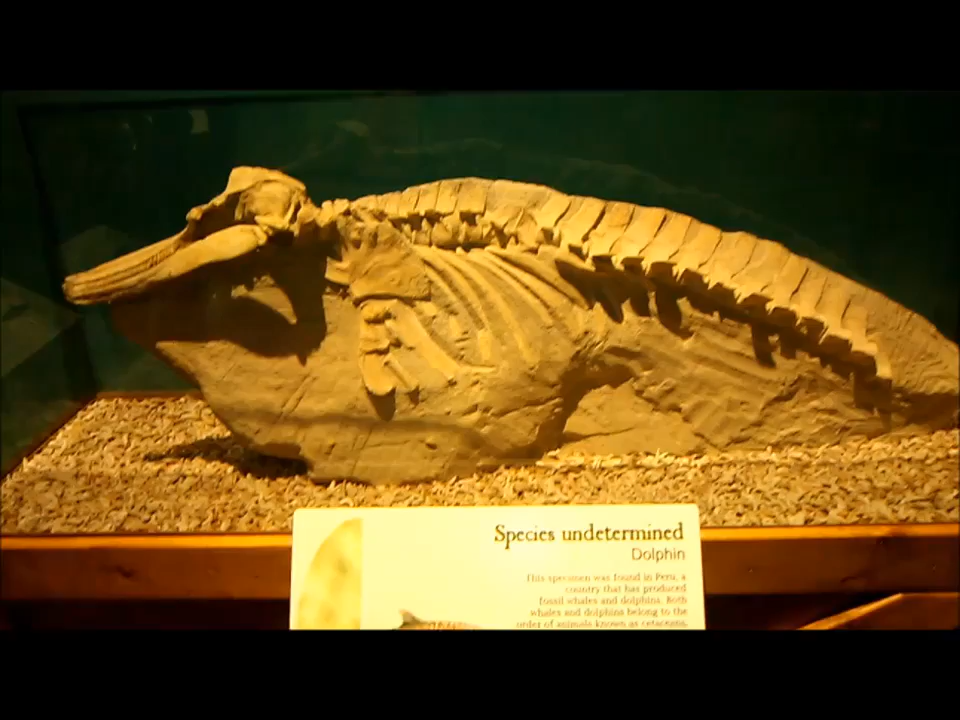 Species undetermined
Dolphin
This specimen was found in Peru, a
country that has produced
fossil whales and dolphins. Both
whales and dolphins belong to the
order of animals known as cetaceans.